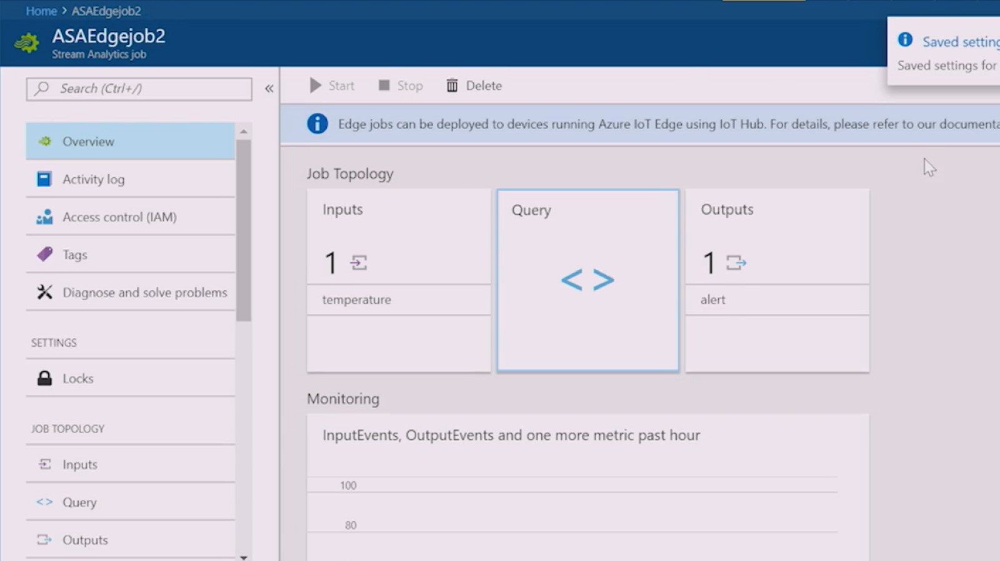 Home > ASAEdgejob2
ASAEdgejob2
Stream Analytics job
Saved
Saved settings for
Search (Ctrl+/)
«
Start
Stop
Delete
Edge jobs can be deployed to devices running Azure IoT Edge using IoT Hub. For details, please refer to our
Overview
Activity log
Access control (IAM)
Tags
Diagnose and solve problems
SETTINGS
Locks
JOB TOPOLOGY
Inputs
<> Query
Outputs
Job Topology
Inputs
1
temperature
Query
< >
Outputs
1
alert
Monitoring
InputEvents, OutputEvents and one more metric past hour
100
80